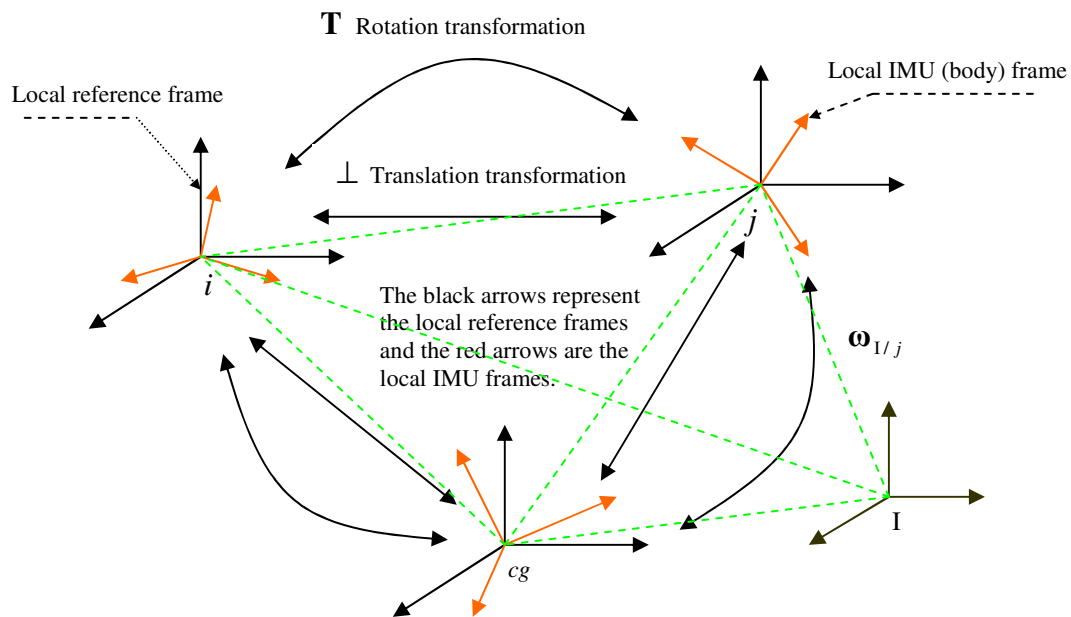 T Rotation transformation
Local IMU (body) frame
Local reference frame
⊥ Translation transformation
j
i
The black arrows represent
the local reference frames
and the red arrows are the
local IMU frames.
ω I / j
I
cg